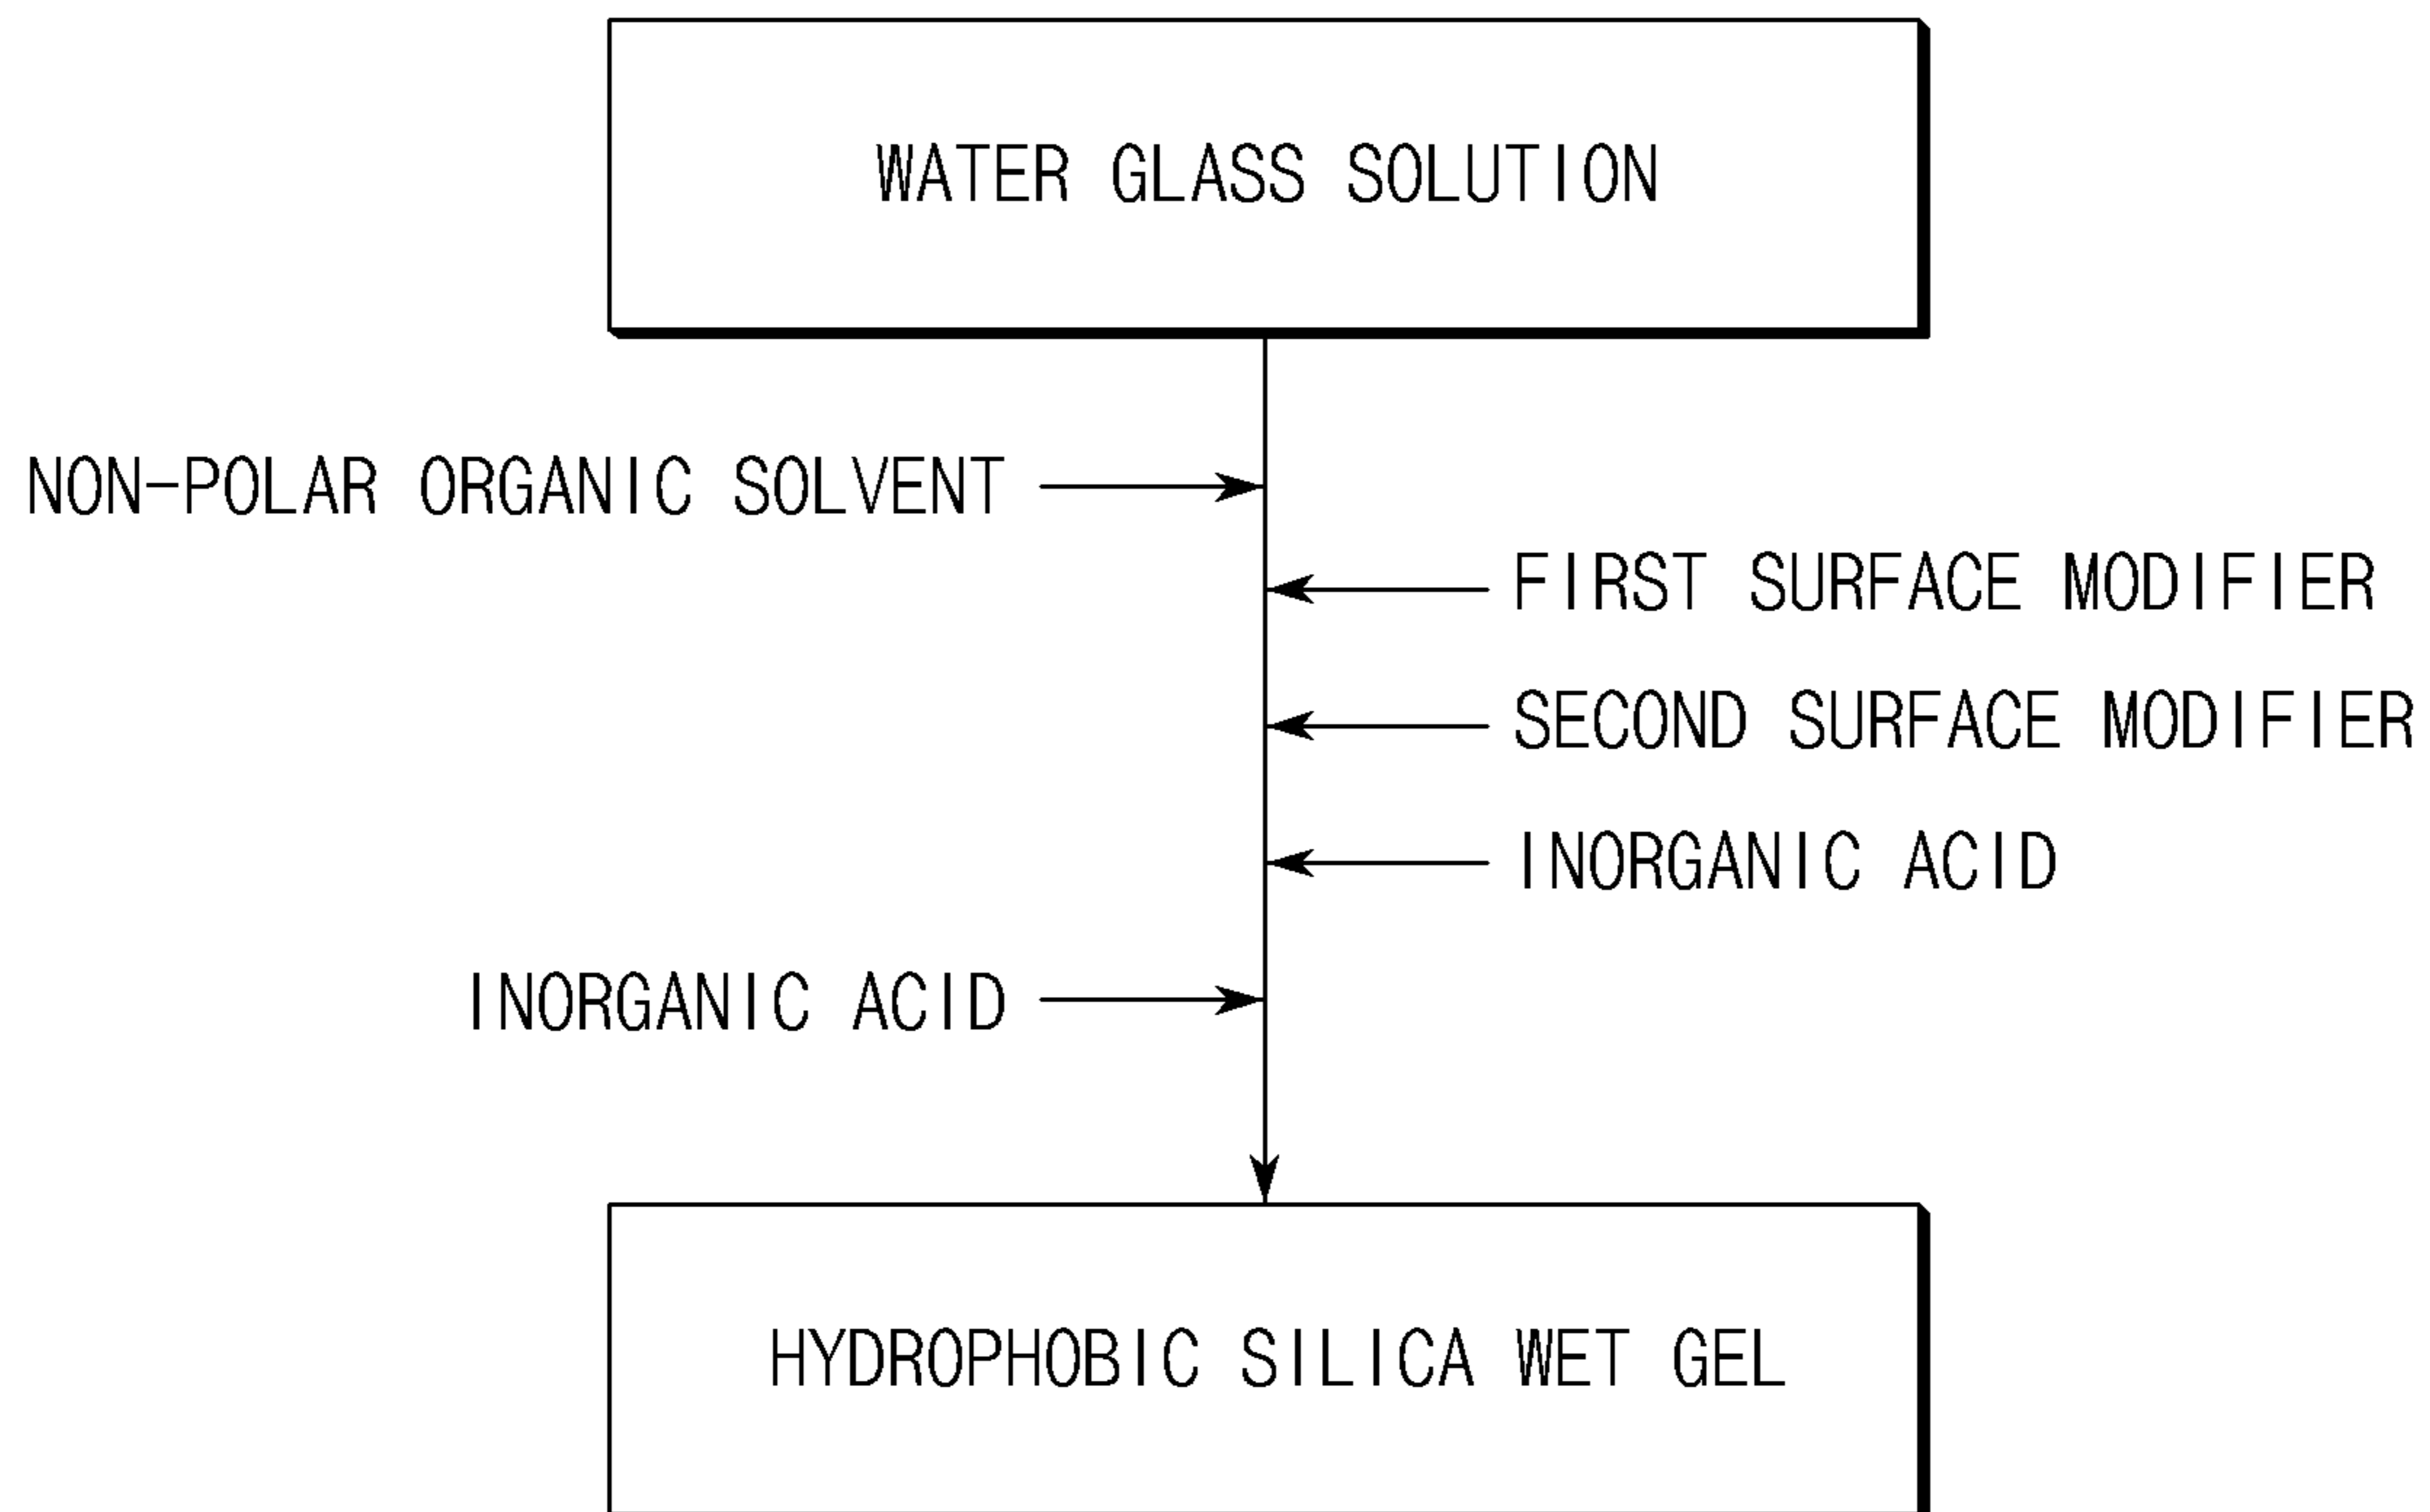 WATER GLASS SOLUTION
NON-POLAR ORGANIC SOLVENT
FIRST SURFACE MODIFIER
SECOND SURFACE MODIFIER
INORGANIC ACID
INORGANIC ACID
HYDROPHOBIC SILICA WET GEL